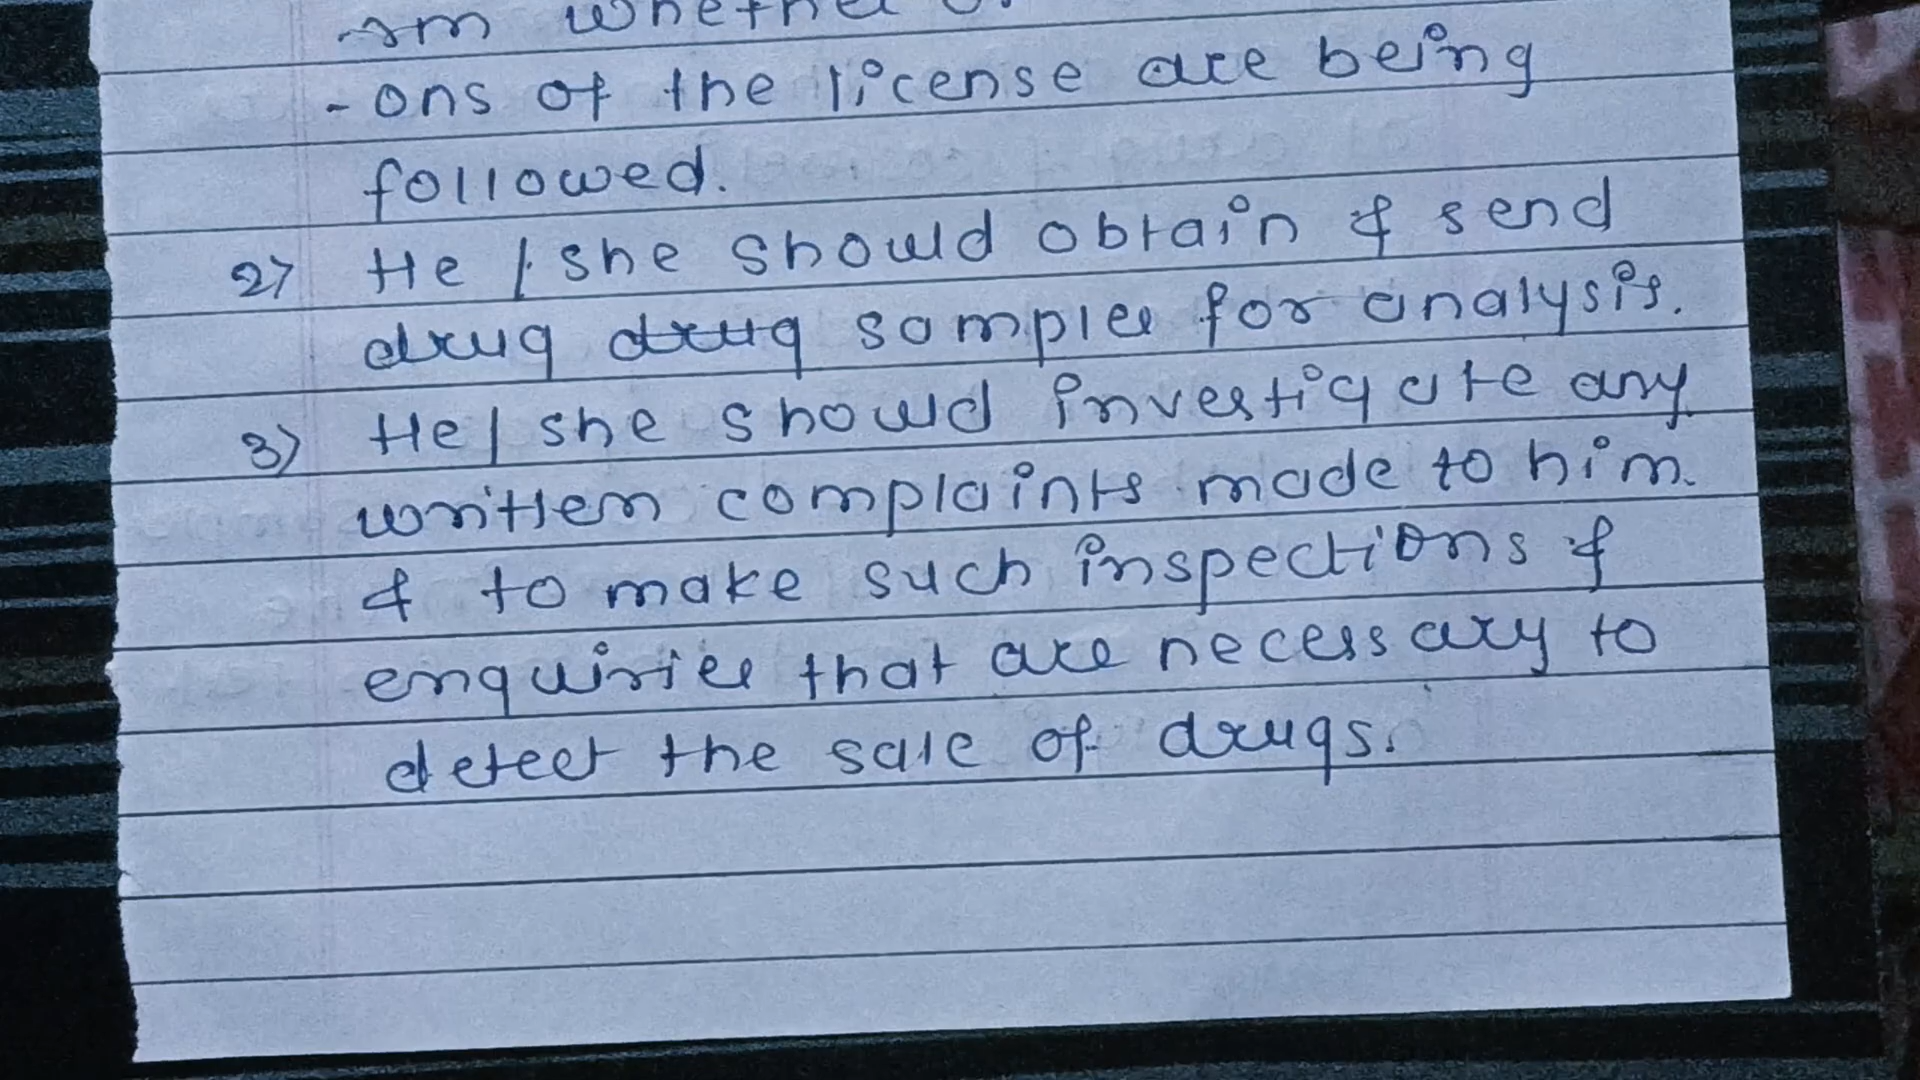 whether
-ons of the license are being
followed.
2) He / she should obtain & send
drug drug samples for analysis.
3) He / she should investigate any
written complaints made to him
& to make such inspections &
enquiries that are necessary to
detect the sale of drugs.